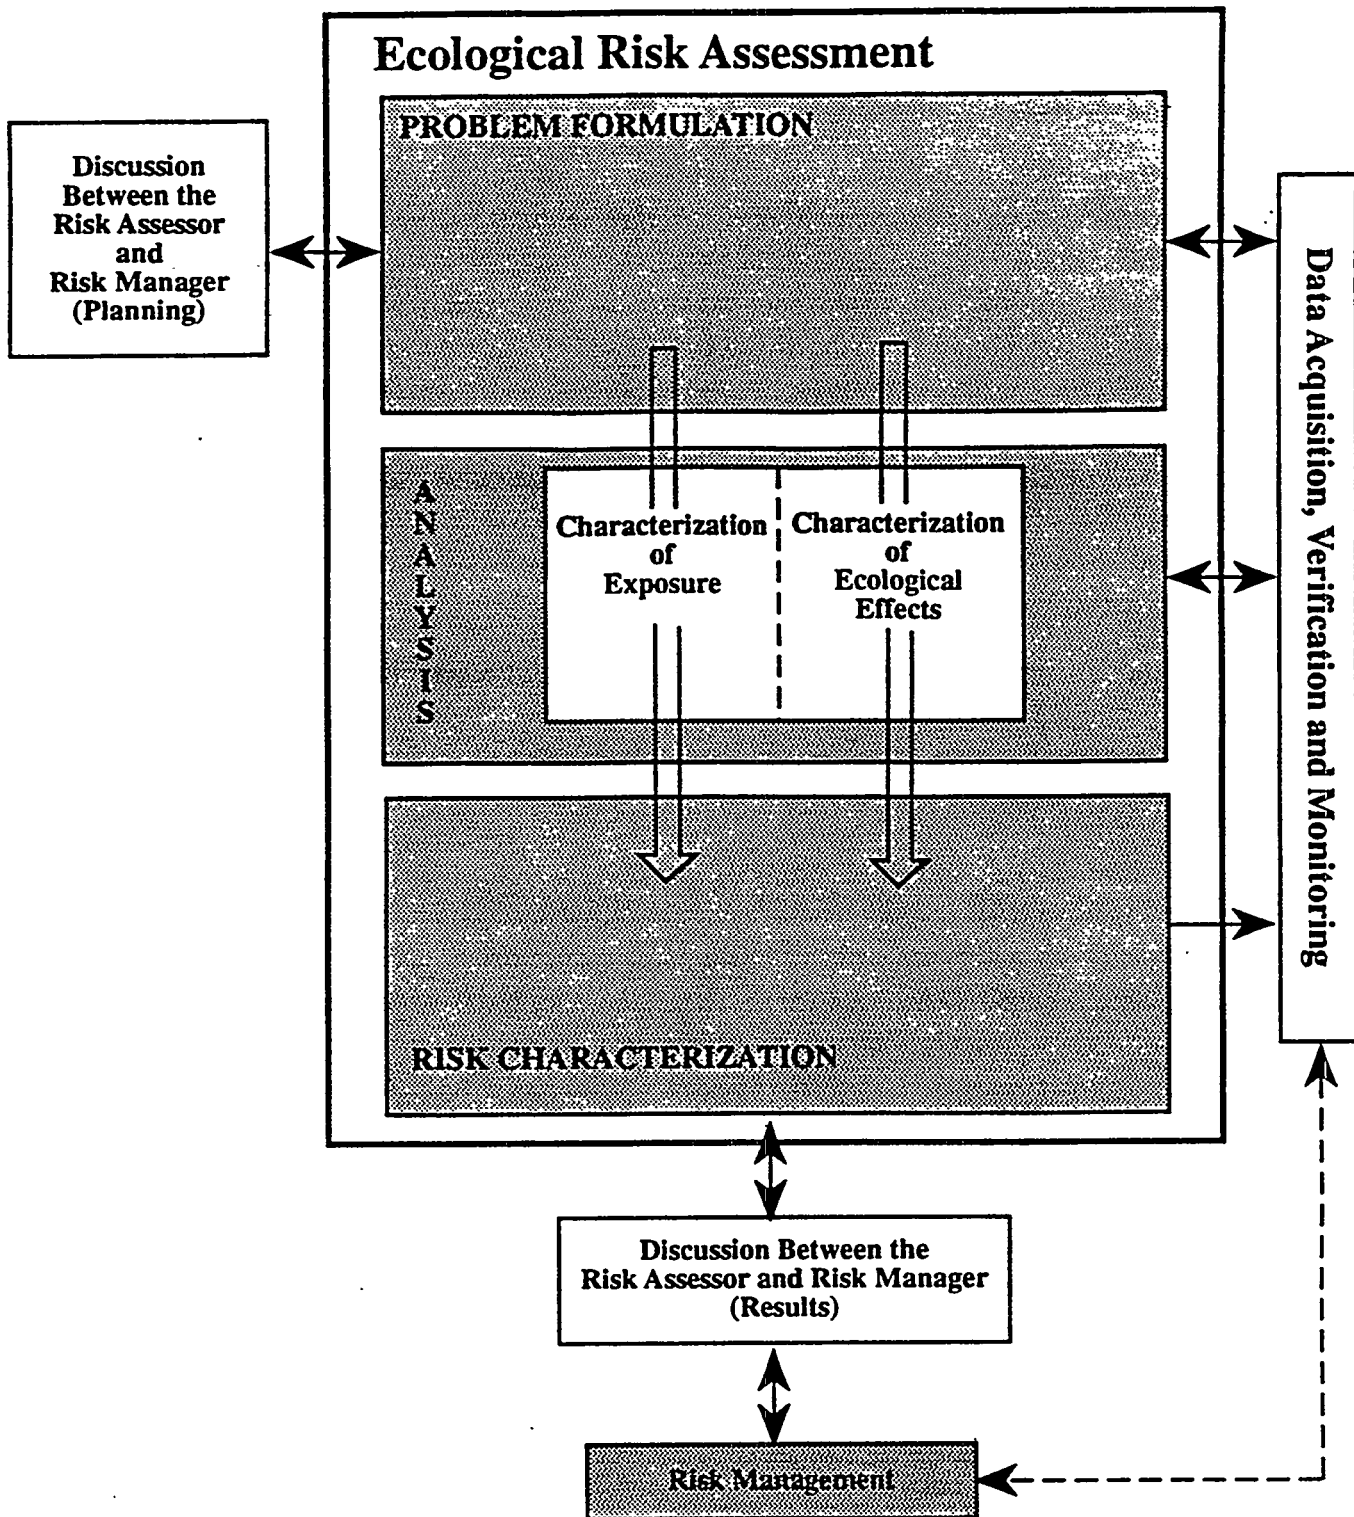 Ecological Risk Assessment
PROBLEM FORMULATION
Discussion
Between the
Risk Assessor
and
Risk Manager
(Planning)
Data Acquisition, Verification and Monitoring
ANALYSIS
Characterization
of
Exposure
Characterization
of
Ecological
Effects
RISK CHARACTERIZATION
Discussion Between the
Risk Assessor and Risk Manager
(Results)
Risk Management